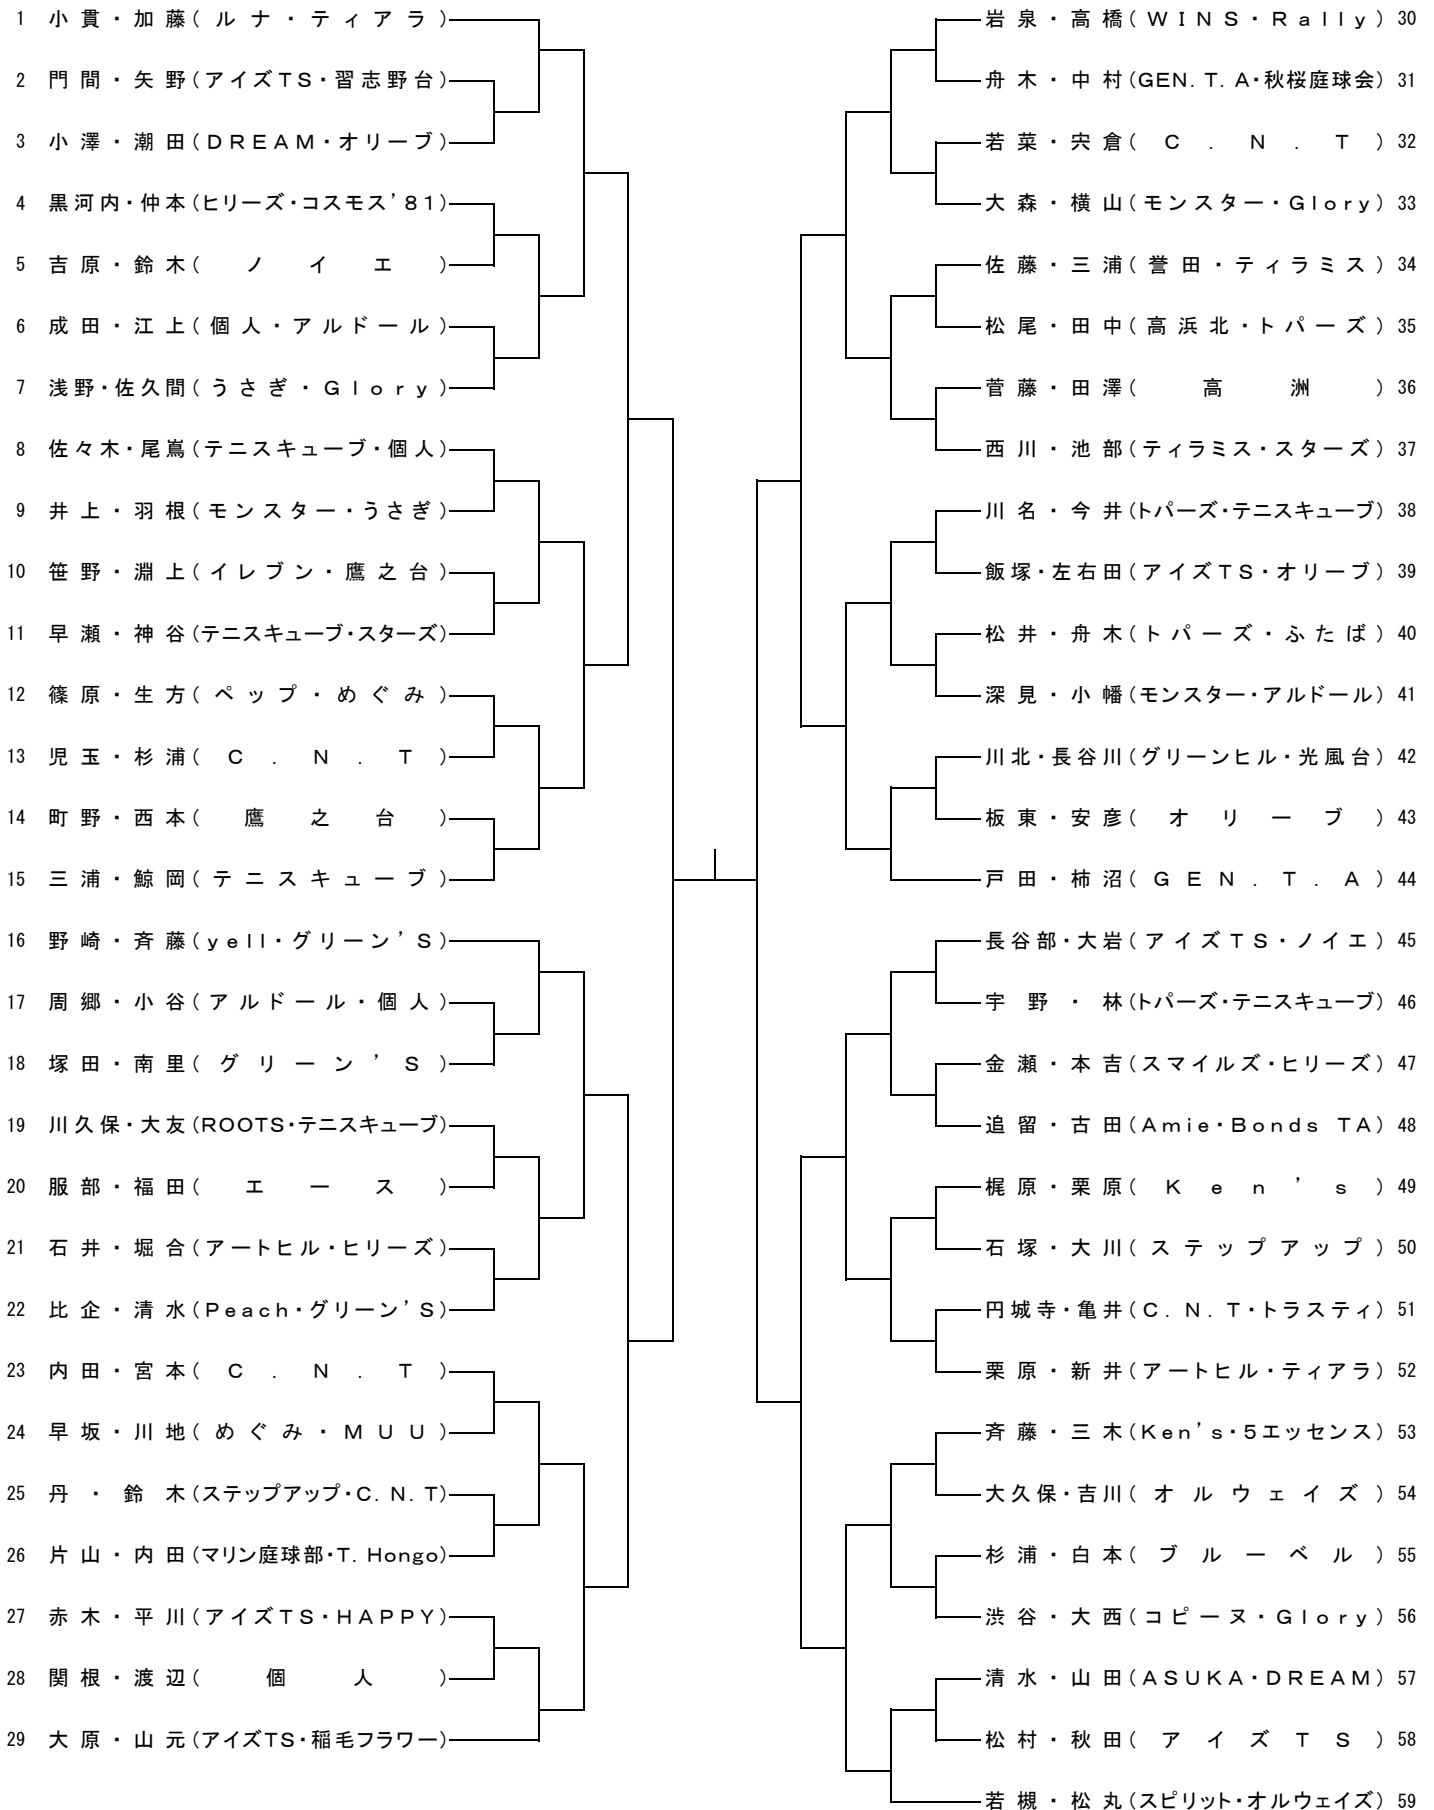 1 小貫・加藤(ルナ・ティアラ)
2 門間・矢野(アイズTS・習志野台)
3 小澤・潮田(DREAM・オリーブ)
4 黒河内・仲本(ヒリーズ・コスモス’81)
5 吉原・鈴木(ノイエ)
6 成田・江上(個人・アルドール)
7 浅野・佐久間(うさぎ・Glory)
8 佐々木・尾嶌(テニスキューブ・個人)
9 井上・羽根(モンスター・うさぎ)
10 笹野・淵上(イレブン・鷹之台)
11 早瀬・神谷(テニスキューブ・スターズ)
12 篠原・生方(ペップ・めぐみ)
13 児玉・杉浦(C.N.T)
14 町野・西本(鷹之台)
15 三浦・鯨岡(テニスキューブ)
16 野崎・斉藤(yell・グリーン’S)
17 周郷・小谷(アルドール・個人)
18 塚田・南里(グリーン’S)
19 川久保・大友(ROOTS・テニスキューブ)
20 服部・福田(エース)
21 石井・堀合(アートヒル・ヒリーズ)
22 比企・清水(Peach・グリーン’S)
23 内田・宮本(C.N.T)
24 早坂・川地(めぐみ・MUU)
25 丹・鈴木(ステップアップ・C.N.T)
26 片山・内田(マリン庭球部・T.Hongo)
27 赤木・平川(アイズTS・HAPPY)
28 関根・渡辺(個人)
29 大原・山元(アイズTS・稲毛フラワー)
岩泉・高橋(WINS・Rally) 30
舟木・中村(GEN.T.A・秋桜庭球会) 31
若菜・宍倉(C.N.T) 32
大森・横山(モンスター・Glory) 33
佐藤・三浦(誉田・ティラミス) 34
松尾・田中(高浜北・トパーズ) 35
菅藤・田澤(高洲) 36
西川・池部(ティラミス・スターズ) 37
川名・今井(トパーズ・テニスキューブ) 38
飯塚・左右田(アイズTS・オリーブ) 39
松井・舟木(トパーズ・ふたば) 40
深見・小幡(モンスター・アルドール) 41
川北・長谷川(グリーンヒル・光風台) 42
板東・安彦(オリーブ) 43
戸田・柿沼(GEN.T.A) 44
長谷部・大岩(アイズTS・ノイエ) 45
宇野・林(トパーズ・テニスキューブ) 46
金瀬・本吉(スマイルズ・ヒリーズ) 47
追留・古田(Amie・Bonds TA) 48
梶原・栗原(Ken’s) 49
石塚・大川(ステップアップ) 50
円城寺・亀井(C.N.T・トラスティ) 51
栗原・新井(アートヒル・ティアラ) 52
斉藤・三木(Ken’s・5エッセンス) 53
大久保・吉川(オルウェイズ) 54
杉浦・白本(ブルーベル) 55
渋谷・大西(コピーヌ・Glory) 56
清水・山田(ASUKA・DREAM) 57
松村・秋田(アイズTS) 58
若槻・松丸(スピリット・オルウェイズ) 59